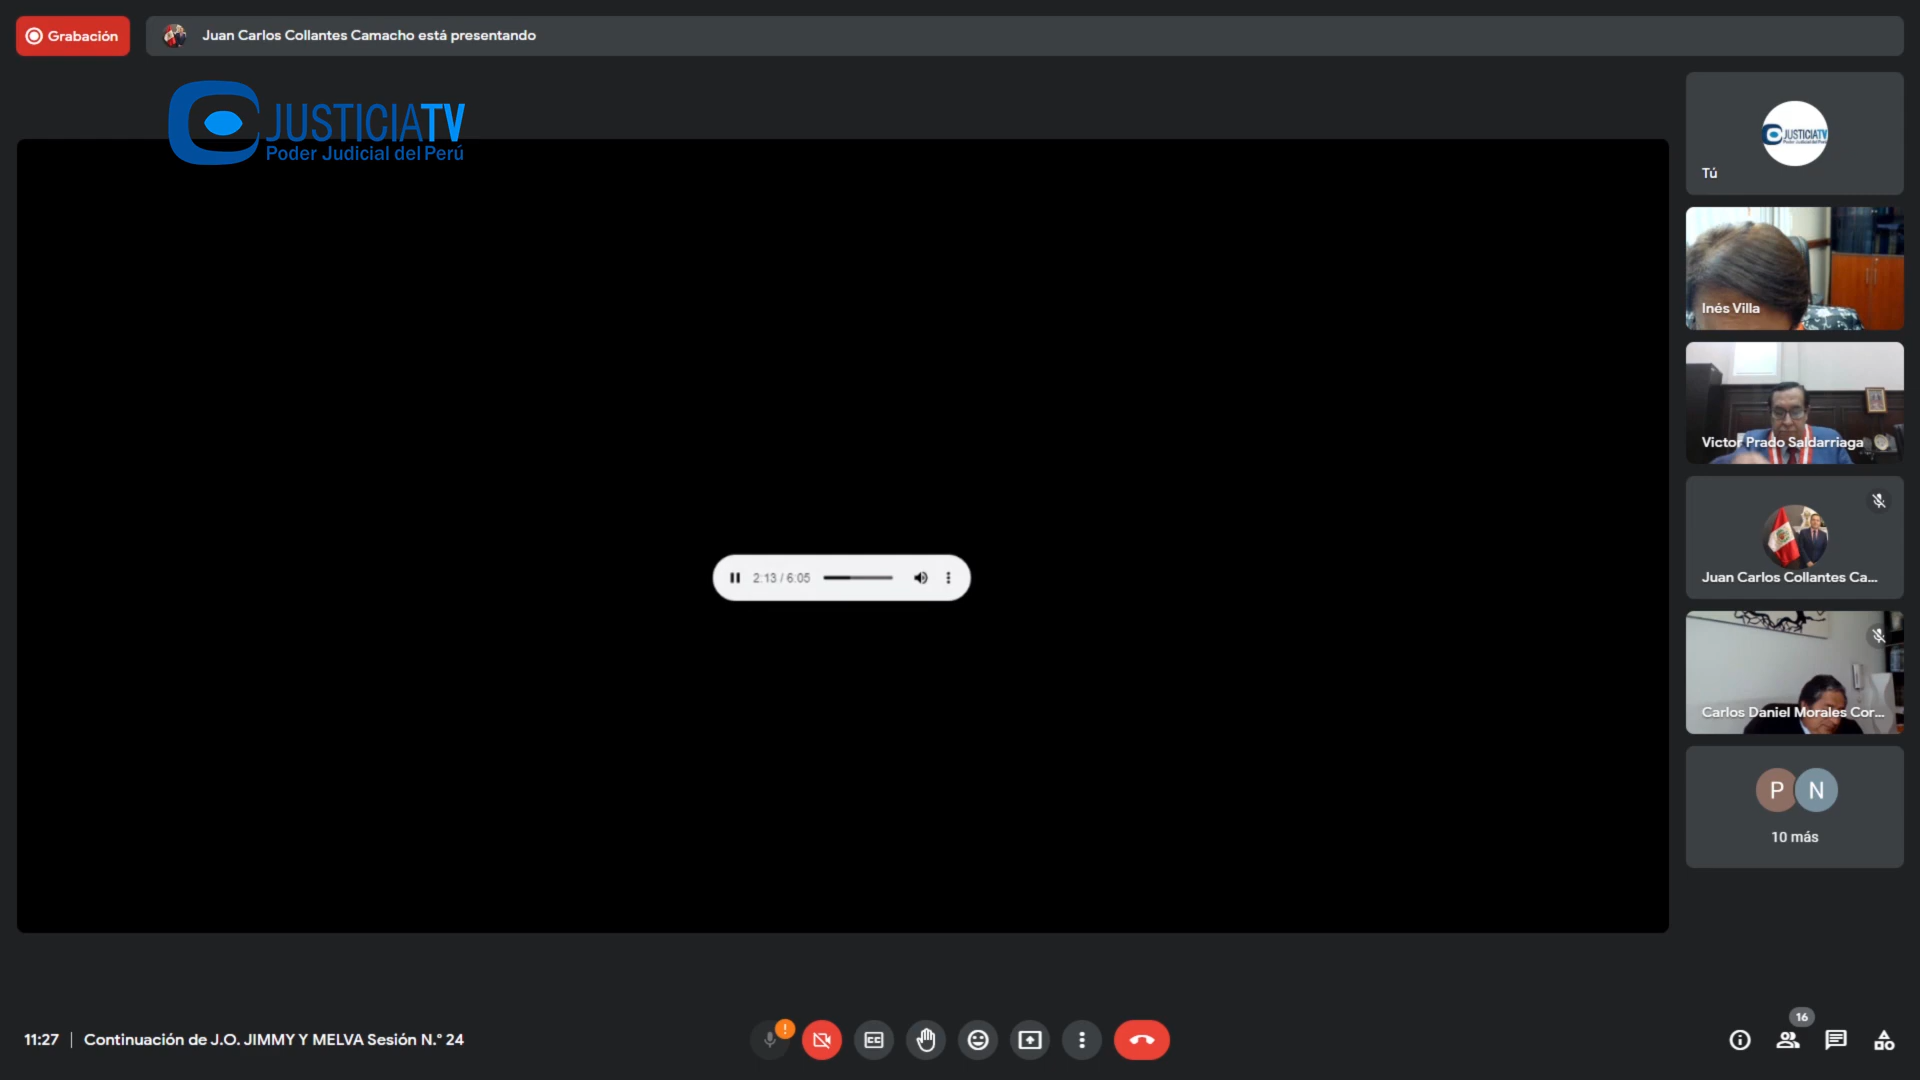 Grabación
Juan Carlos Collantes Camacho está presentando
JUSTICIATV
Poder Judicial del Perú
JUSTICIATV
Tú
Inés Villa
Victor Prado Saldarriaga
Juan Carlos Collantes Ca...
Carlos Daniel Morales Cor...
P N
10 más
2:13 / 6:05
11:27 | Continuación de J.O. JIMMY Y MELVA Sesión N.° 24
CC
16